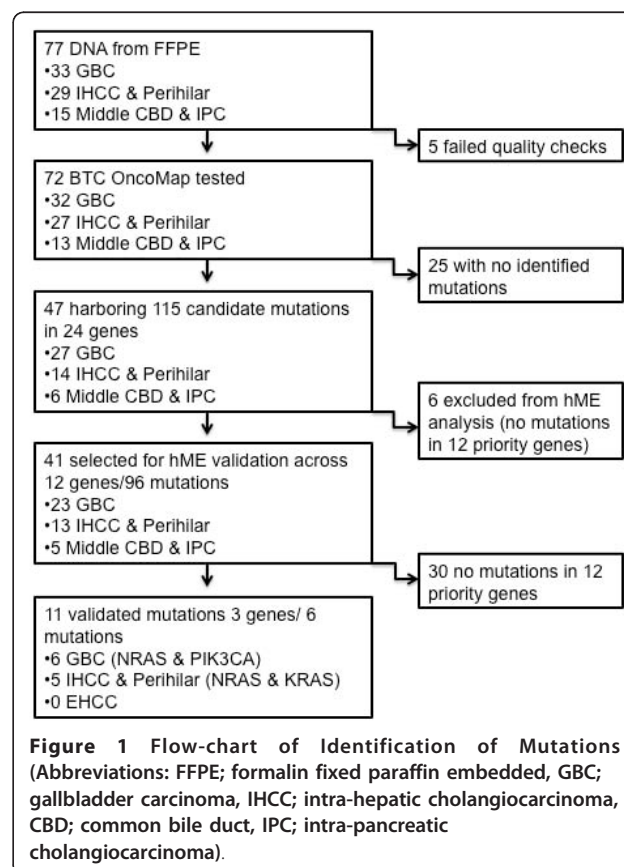 77 DNA from FFPE
•33 GBC
•29 IHCC & Perihilar
•15 Middle CBD & IPC
5 failed quality checks
72 BTC OncoMap tested
•32 GBC
•27 IHCC & Perihilar
•13 Middle CBD & IPC
25 with no identified
mutations
47 harboring 115 candidate mutations
in 24 genes
•27 GBC
•14 IHCC & Perihilar
•6 Middle CBD & IPC
6 excluded from hME
analysis (no mutations
in 12 priority genes)
41 selected for hME validation across
12 genes/96 mutations
•23 GBC
•13 IHCC & Perihilar
•5 Middle CBD & IPC
30 no mutations in 12
priority genes
11 validated mutations 3 genes/ 6
mutations
•6 GBC (NRAS & PIK3CA)
•5 IHCC & Perihilar (NRAS & KRAS)
•0 EHCC
Figure 1 Flow-chart of Identification of Mutations
(Abbreviations: FFPE; formalin fixed paraffin embedded, GBC;
gallbladder carcinoma, IHCC; intra-hepatic cholangiocarcinoma,
CBD; common bile duct, IPC; intra-pancreatic
cholangiocarcinoma).